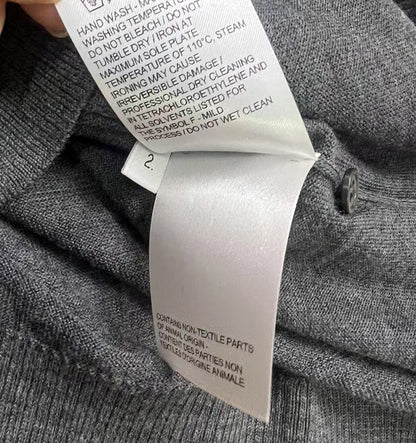 HAND WASH - MA
WASHING TEMPERATU
DO NOT BLEACH / DO
TUMBLE DRY / IRON AT
MAXIMUM SOLE PLATE
TEMPERATURE OF 110°C, STEAM
IRONING MAY CAUSE
IRREVERSIBLE DAMAGE /
PROFESSIONAL DRY CLEANING
IN TETRACHLOROETHYLENE AND
ALL SOLVENTS LISTED FOR
THE SYMBOL F - MILD
PROCESS / DO NOT WET CLEAN
2.
CONTAINS NON-TEXTILE PARTS
OF ANIMAL ORIGIN -
CONTIENT DES PARTIES NON
TEXTILES D'ORIGINE ANIMALE